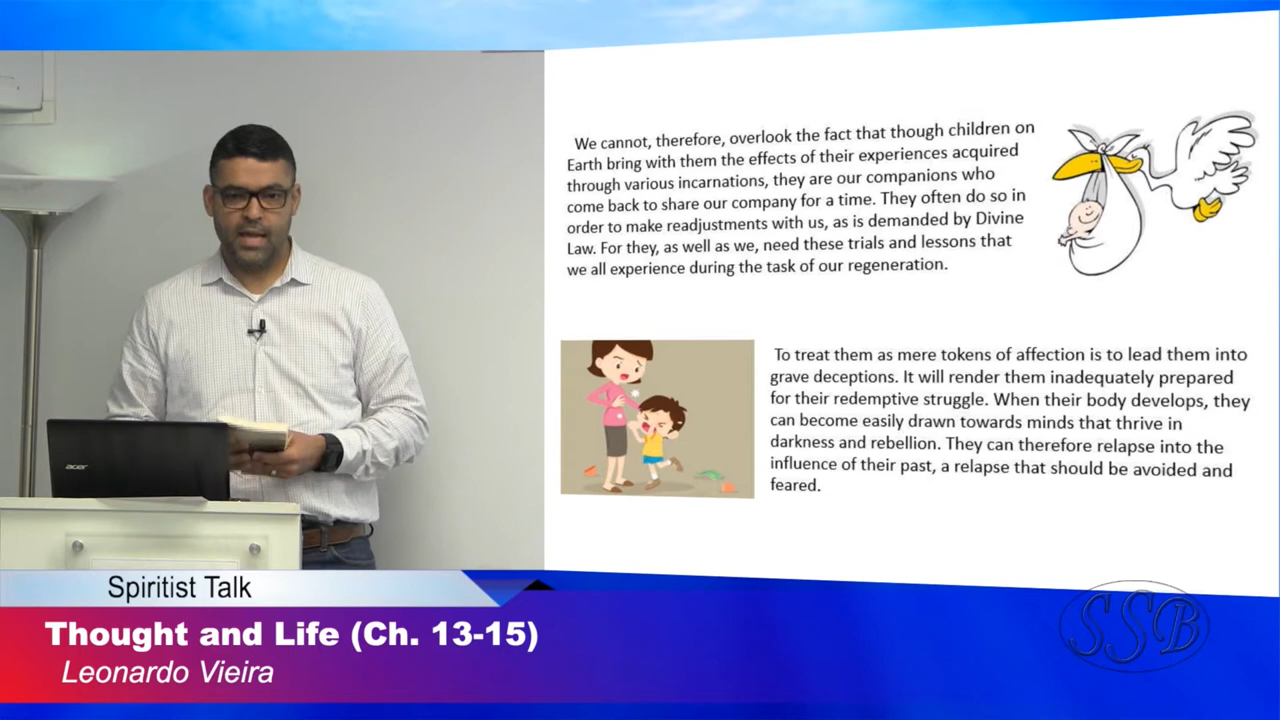 We cannot, therefore, overlook the fact that though children on
Earth bring with them the effects of their experiences acquired
through various incarnations, they are our companions who
come back to share our company for a time. They often do so in
order to make readjustments with us, as is demanded by Divine
Law. For they, as well as we, need these trials and lessons that
we all experience during the task of our regeneration.
To treat them as mere tokens of affection is to lead them into
grave deceptions. It will render them inadequately prepared
for their redemptive struggle. When their body develops, they
can become easily drawn towards minds that thrive in
darkness and rebellion. They can therefore relapse into the
influence of their past, a relapse that should be avoided and
feared.
acer
Spiritist Talk
Thought and Life (Ch. 13-15)
Leonardo Vieira
SSB